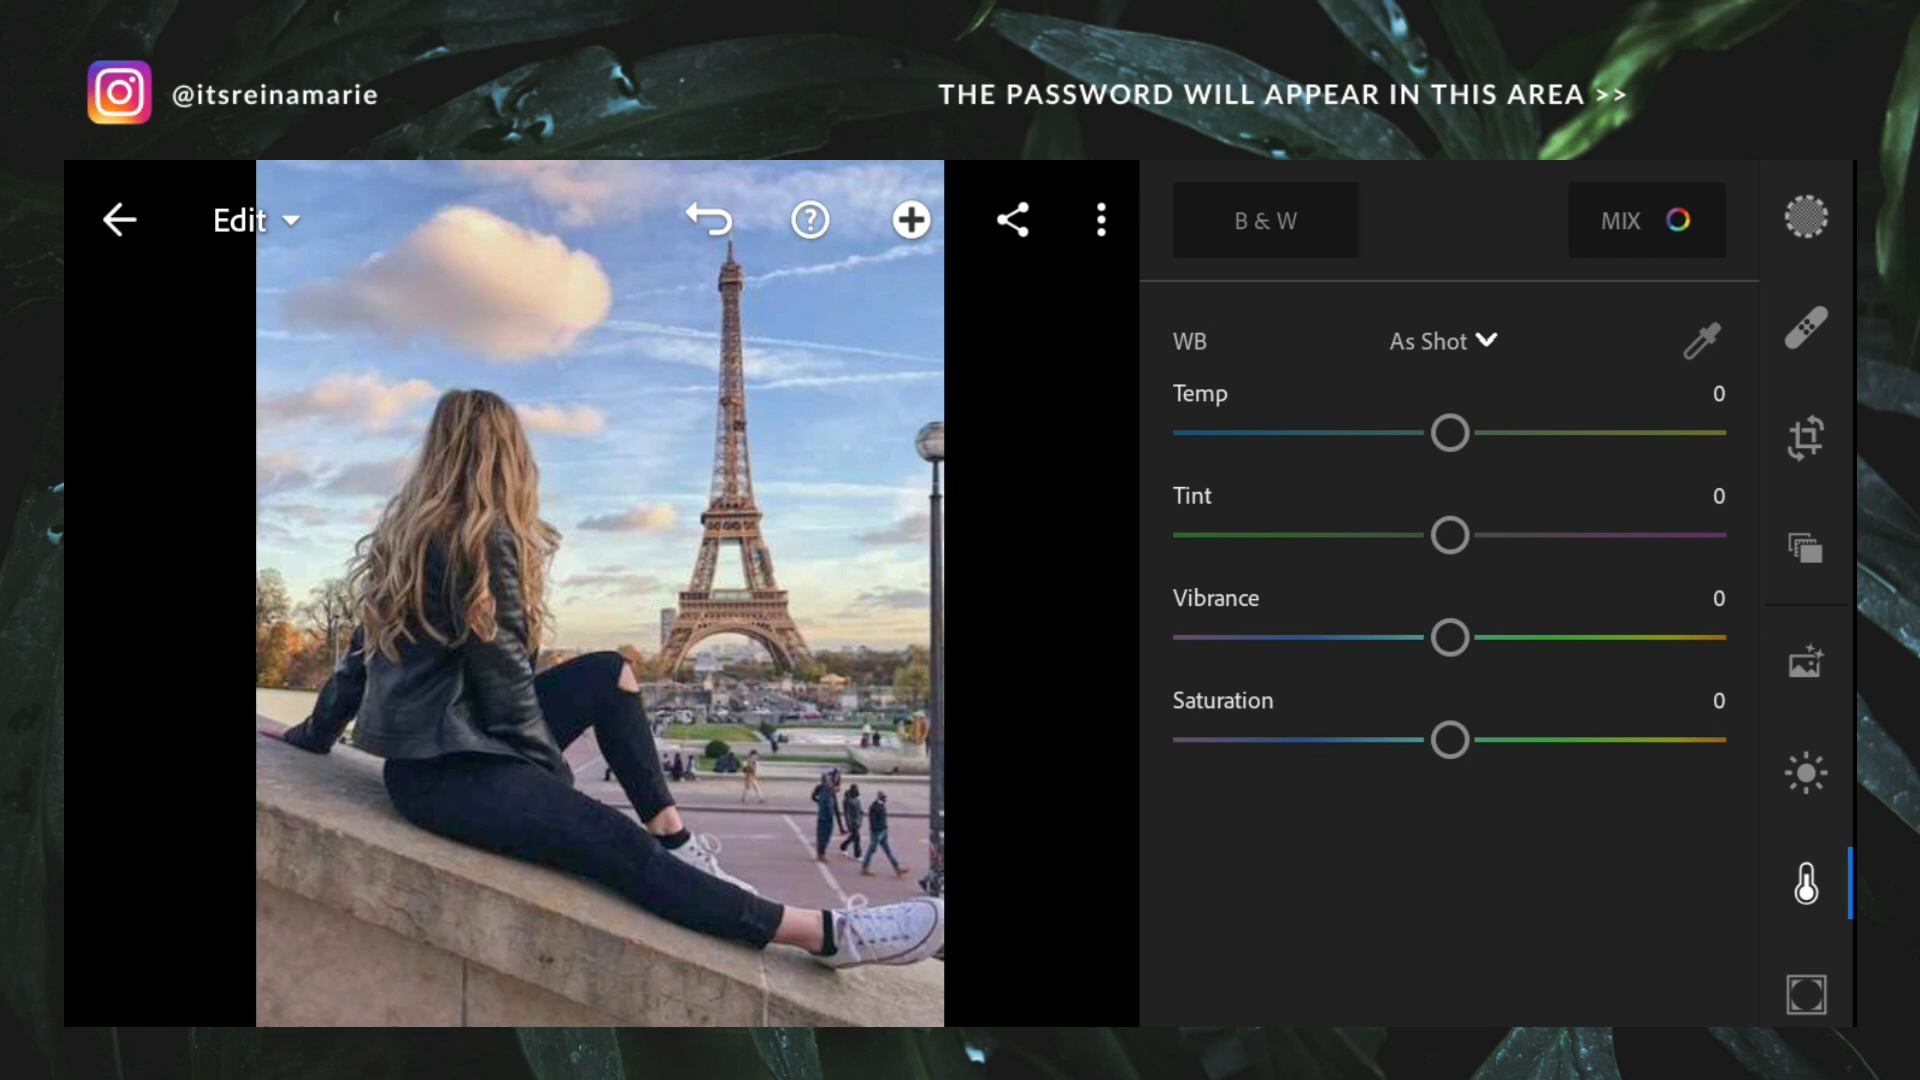 @itsreinamarie
THE PASSWORD WILL APPEAR IN THIS AREA >>
Edit
B & W
MIX
WB
As Shot
Temp
0
Tint
0
Vibrance
0
Saturation
0